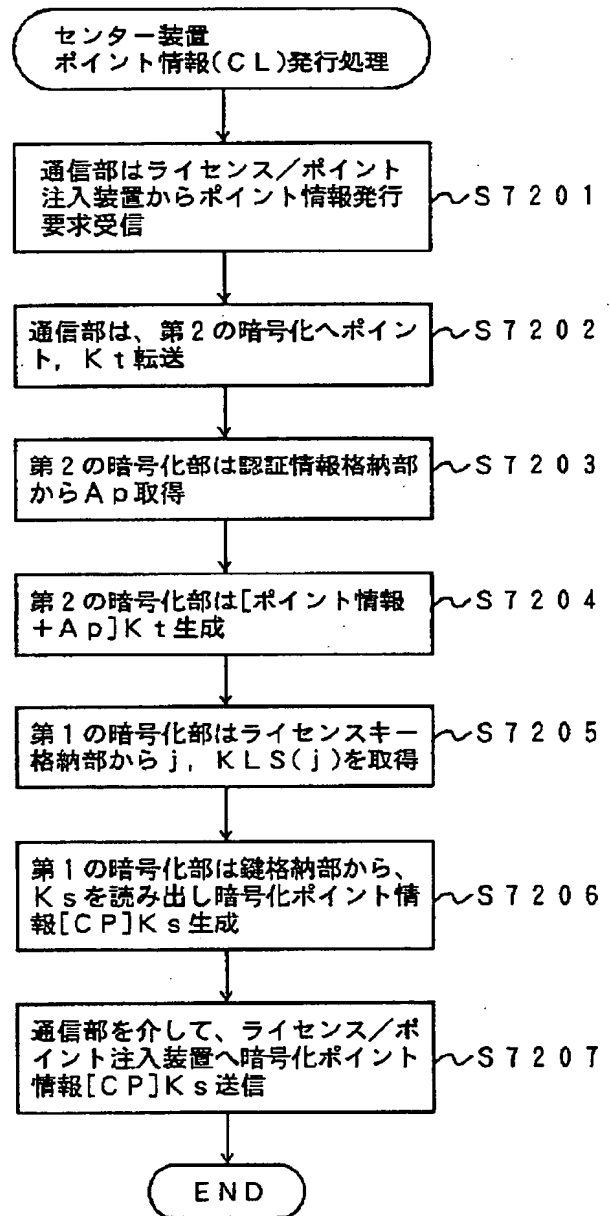 センター装置
ポイント情報(CL)発行処理
通信部はライセンス/ポイント
注入装置からポイント情報発行
要求受信
~S7201
通信部は、第2の暗号化へポイン
ト,Kt転送
~S7202
第2の暗号化部は認証情報格納部
からAp取得
~S7203
第2の暗号化部は[ポイント情報
+Ap]Kt生成
~S7204
第1の暗号化部はライセンスキー
格納部からj,KLS(j)を取得
~S7205
第1の暗号化部は鍵格納部から、
Ksを読み出し暗号化ポイント情
報[CP]Ks生成
~S7206
通信部を介して、ライセンス/ポ
イント注入装置へ暗号化ポイント
情報[CP]Ks送信
~S7207
END